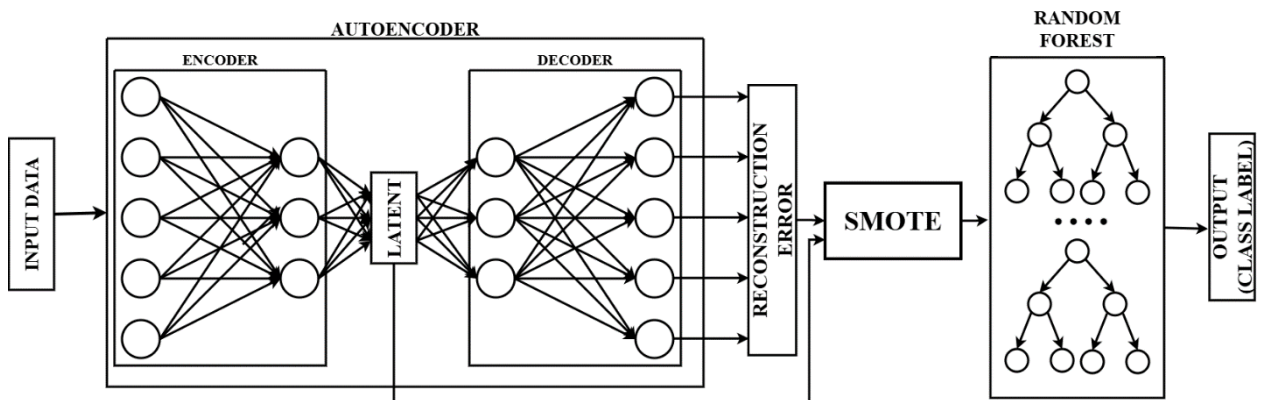 RANDOM
FOREST
AUTOENCODER
ENCODER
DECODER
INPUT DATA
LATENT
RECONSTRUCTION
ERROR
SMOTE
OUTPUT
(CLASS LABEL)